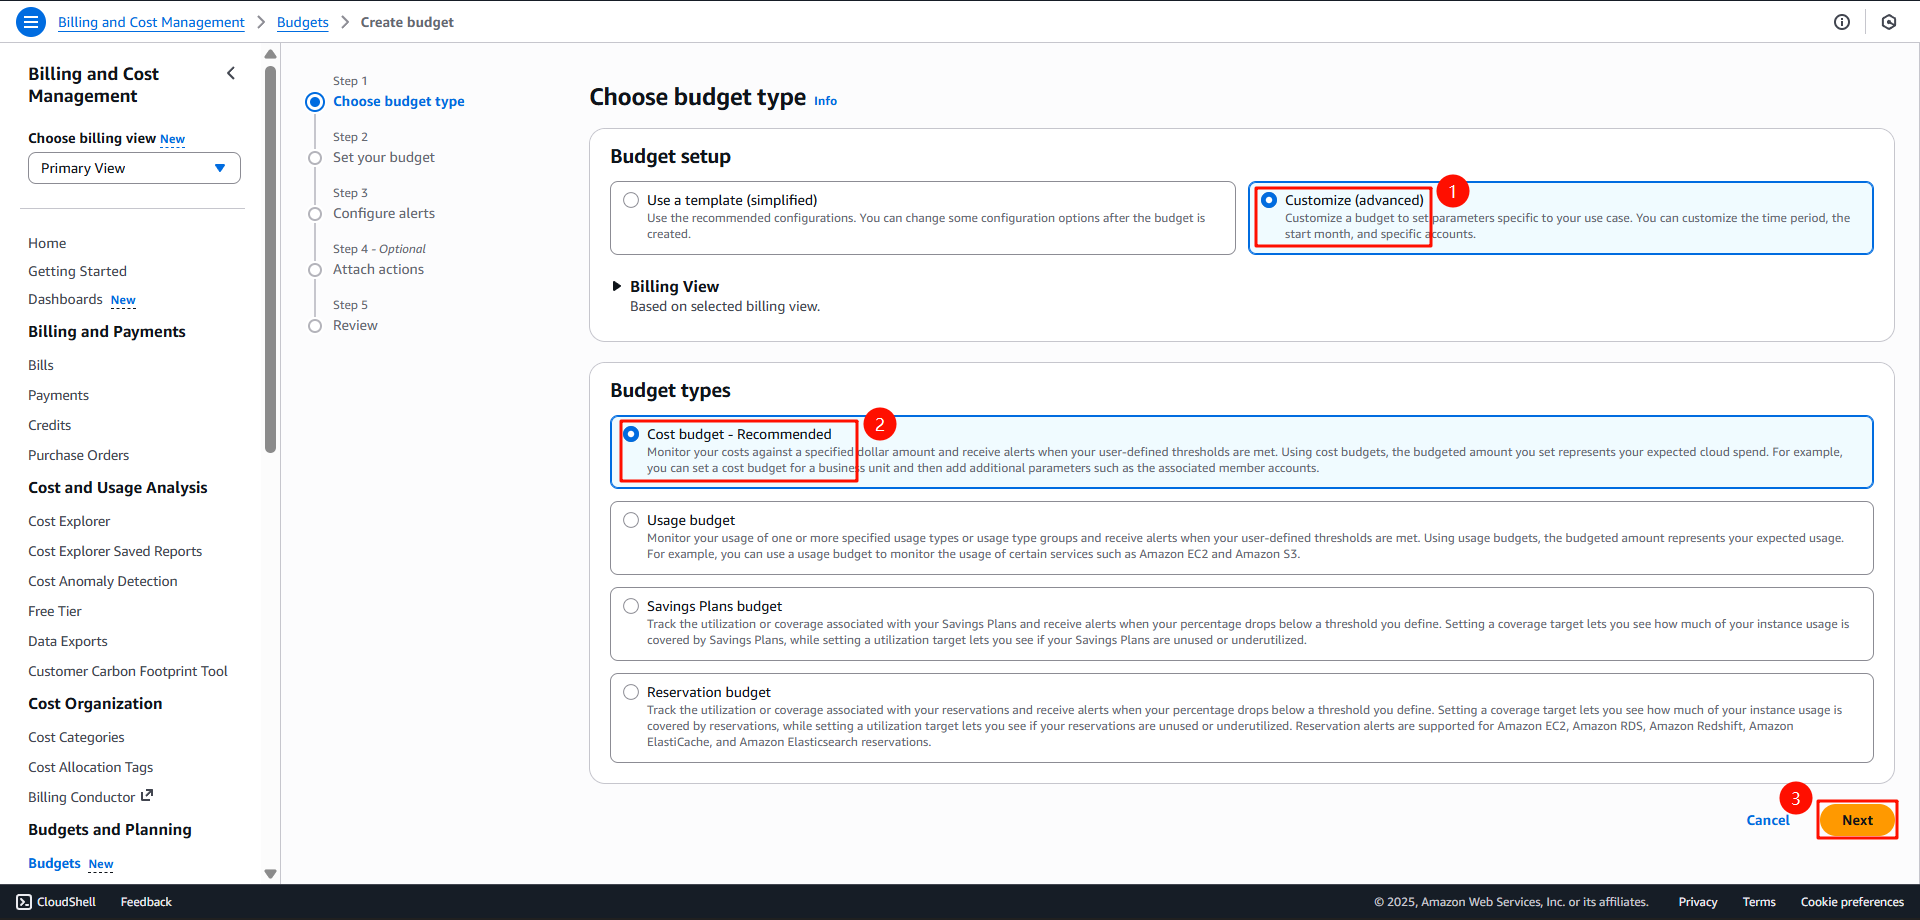 Billing and Cost Management > Budgets > Create budget
Billing and Cost
Management
Choose billing view New
Primary View
Home
Getting Started
Dashboards New
Billing and Payments
Bills
Payments
Credits
Purchase Orders
Cost and Usage Analysis
Cost Explorer
Cost Explorer Saved Reports
Cost Anomaly Detection
Free Tier
Data Exports
Customer Carbon Footprint Tool
Cost Organization
Cost Categories
Cost Allocation Tags
Billing Conductor
Budgets and Planning
Budgets New
Step 1
Choose budget type
Step 2
Set your budget
Step 3
Configure alerts
Step 4 - Optional
Attach actions
Step 5
Review
Choose budget type Info
Budget setup
Use a template (simplified)
Use the recommended configurations. You can change some configuration options after the budget is
created.
1
Customize (advanced)
Customize a budget to set parameters specific to your use case. You can customize the time period, the
start month, and specific accounts.
Billing View
Based on selected billing view.
Budget types
2
Cost budget - Recommended
Monitor your costs against a specified dollar amount and receive alerts when your user-defined thresholds are met. Using cost budgets, the budgeted amount you set represents your expected cloud spend. For example,
you can set a cost budget for a business unit and then add additional parameters such as the associated member accounts.
Usage budget
Monitor your usage of one or more specified usage types or usage type groups and receive alerts when your user-defined thresholds are met. Using usage budgets, the budgeted amount represents your expected usage.
For example, you can use a usage budget to monitor the usage of certain services such as Amazon EC2 and Amazon S3.
Savings Plans budget
Track the utilization or coverage associated with your Savings Plans and receive alerts when your percentage drops below a threshold you define. Setting a coverage target lets you see how much of your instance usage is
covered by Savings Plans, while setting a utilization target lets you see if your Savings Plans are unused or underutilized.
Reservation budget
Track the utilization or coverage associated with your reservations and receive alerts when your percentage drops below a threshold you define. Setting a coverage target lets you see how much of your instance usage is
covered by reservations, while setting a utilization target lets you see if your reservations are unused or underutilized. Reservation alerts are supported for Amazon EC2, Amazon RDS, Amazon Redshift, Amazon
ElastiCache, and Amazon Elasticsearch reservations.
3
Cancel Next
CloudShell Feedback © 2025, Amazon Web Services, Inc. or its affiliates. Privacy Terms Cookie preferences